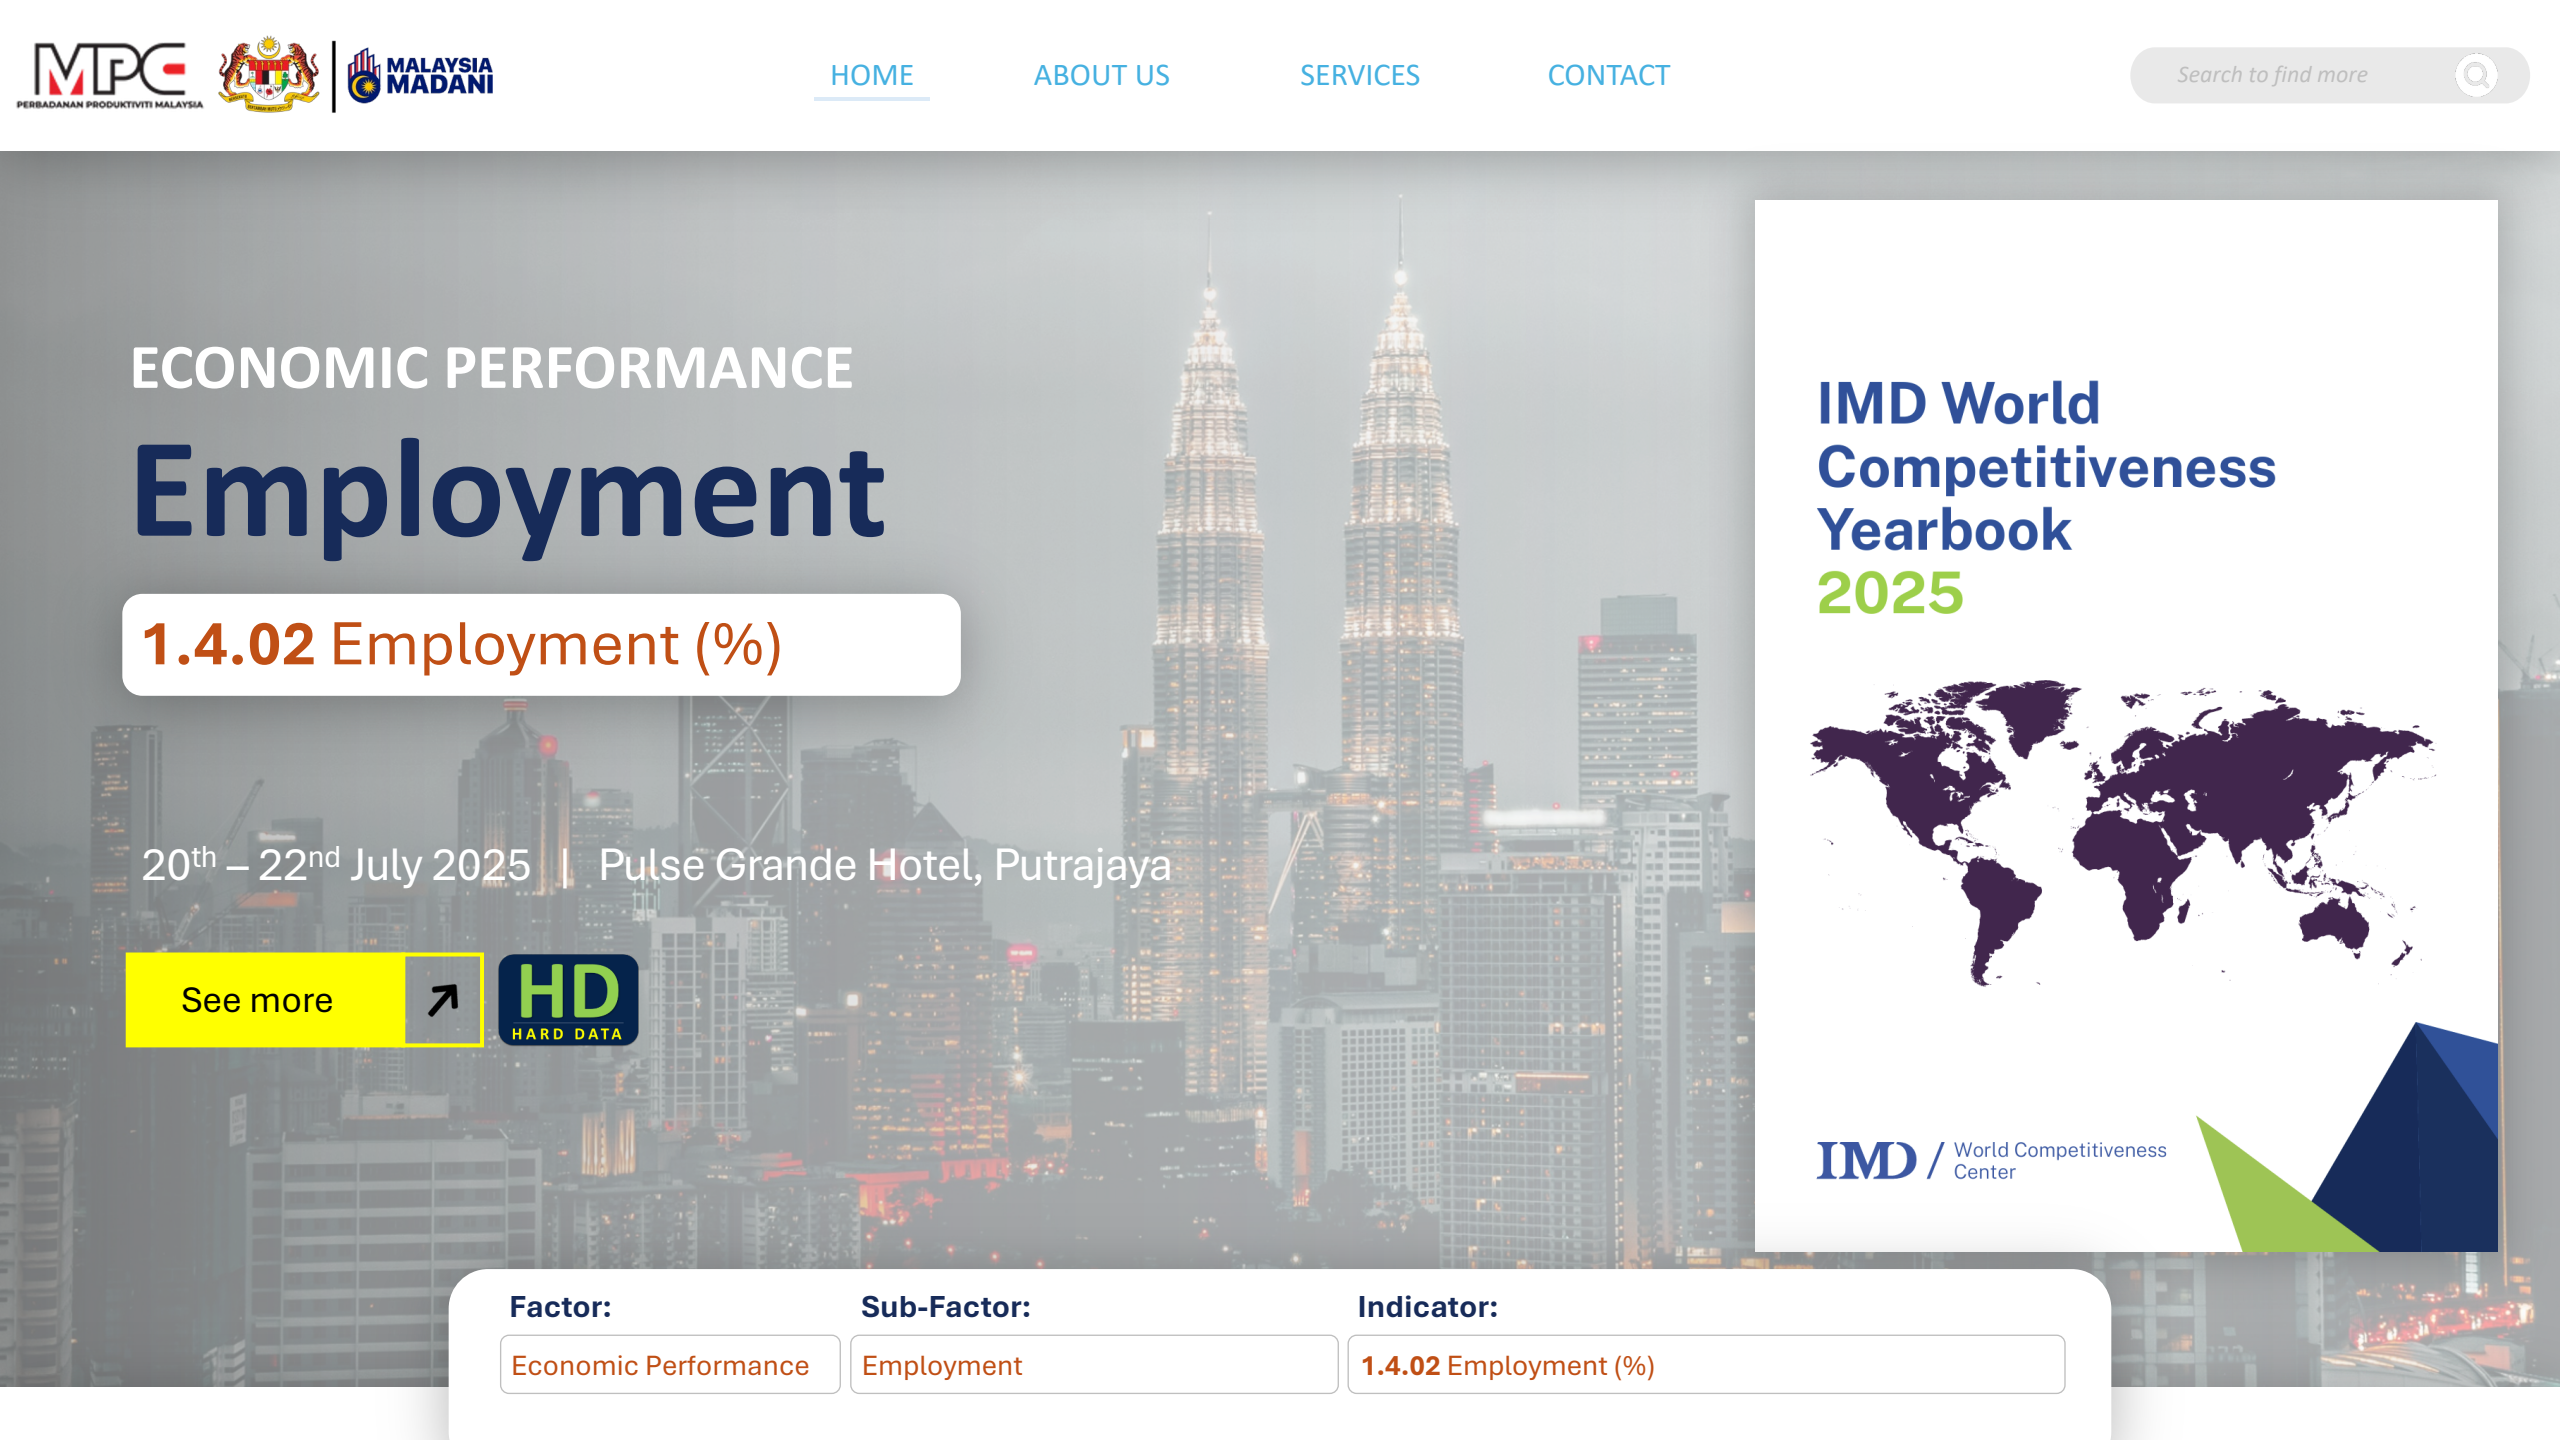 MPC
PERBADANAN PRODUKTIVITI MALAYSIA
MALAYSIA
MADANI
HOME
ABOUT US
SERVICES
CONTACT
Search to find more
ECONOMIC PERFORMANCE
Employment
1.4.02 Employment (%)
20th – 22nd July 2025 | Pulse Grande Hotel, Putrajaya
See more
HD
HARD DATA
IMD World
Competitiveness
Yearbook
2025
IMD / World Competitiveness
Center
Factor:
Sub-Factor:
Indicator:
Economic Performance
Employment
1.4.02 Employment (%)